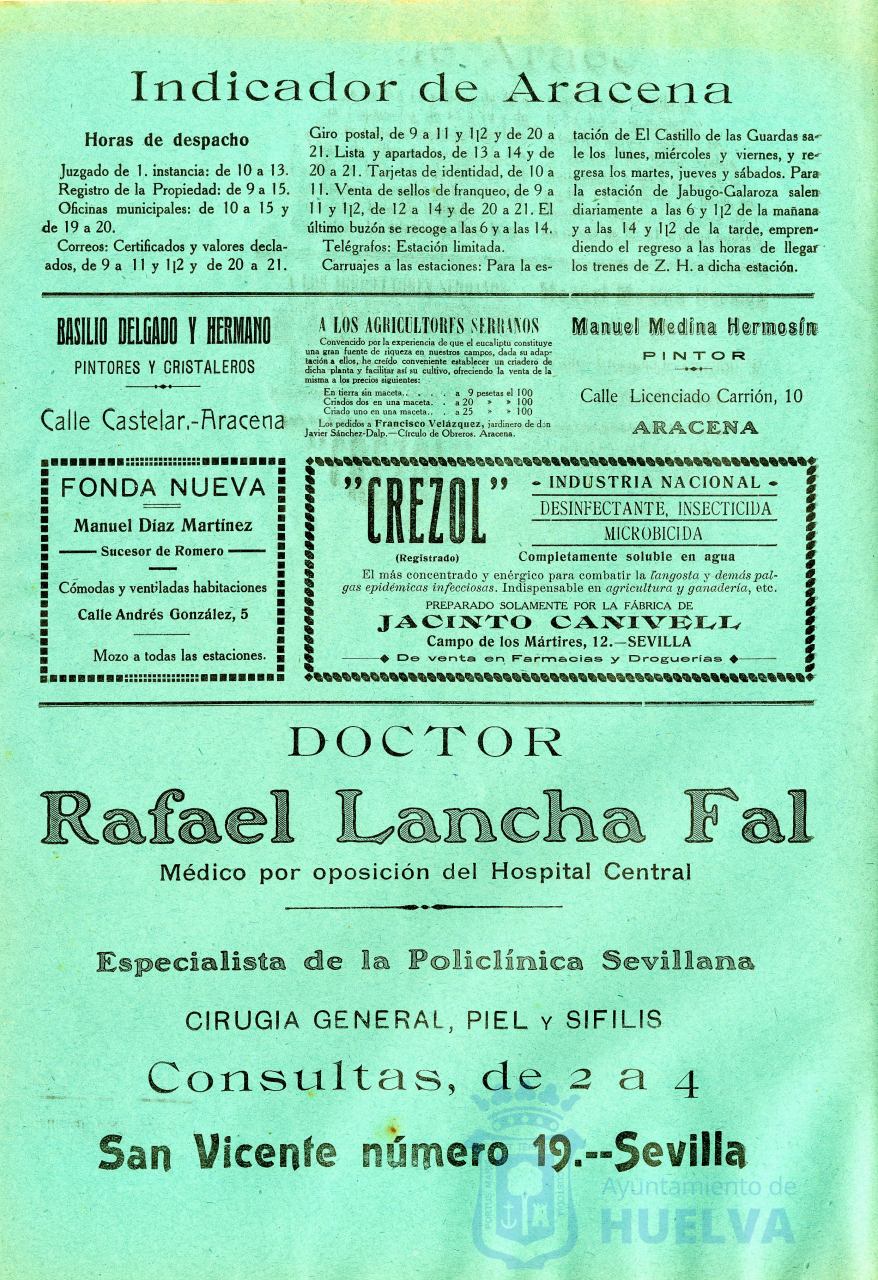 Indicador de Aracena
Horas de despacho
Juzgado de 1. instancia: de 10 a 13.
Registro de la Propiedad: de 9 a 15.
Oficinas municipales: de 10 a 15 y
de 19 a 20.
Correos: Certificados y valores decla-
ados, de 9 a 11 y 1|2 y de 20 a 21.
Giro postal, de 9 a 11 y 1|2 y de 20 a
21. Lista y apartados, de 13 a 14 y de
20 a 21. Tarjetas de identidad, de 10 a
11. Venta de sellos de franqueo, de 9 a
11 y 1|2, de 12 a 14 y de 20 a 21. El
último buzón se recoge a las 6 y a las 14.
Telégrafos: Estación limitada.
Carruajes a las estaciones: Para la es-
tación de El Castillo de las Guardas sa-
le los lunes, miércoles y viernes, y re-
gresa los martes, jueves y sábados. Para
la estación de Jabugo-Galaroza salen
diariamente a las 6 y 1|2 de la mañana
y a las 14 y 1|2 de la tarde, empren-
diendo el regreso a las horas de llegar
los trenes de Z. H. a dicha estación.
BASILIO DELGADO Y HERMANO
PINTORES Y CRISTALEROS
Calle Castelar.-Aracena
A LOS AGRICULTORES SERRANOS
Convencido por la experiencia de que el eucaliptu constituye
una gran fuente de riqueza en nuestros campos, dada su adap-
tación a ellos, he creído conveniente establecer un criadero de
dicha planta y facilitar así su cultivo, ofreciendo la venta de la
misma a los precios siguientes:
En tierra sin maceta. . . . . a 9 pesetas el 100
Criados dos en una maceta. . a 20 » » 100
Criado uno en una maceta. . a 25 » » 100
Los pedidos a Francisco Velázquez, jardinero de don
Javier Sánchez-Dalp.—Círculo de Obreros. Aracena.
Manuel Medina Hermosín
PINTOR
Calle Licenciado Carrión, 10
ARACENA
FONDA NUEVA
Manuel Díaz Martínez
Sucesor de Romero
Cómodas y ventiladas habitaciones
Calle Andrés González, 5
Mozo a todas las estaciones.
"CREZOL"
(Registrado)
- INDUSTRIA NACIONAL -
DESINFECTANTE, INSECTICIDA
MICROBICIDA
Completamente soluble en agua
El más concentrado y enérgico para combatir la langosta y demás pal-
gas epidémicas infecciosas. Indispensable en agricultura y ganadería, etc.
PREPARADO SOLAMENTE POR LA FÁBRICA DE
JACINTO CANIVELL
Campo de los Mártires, 12.—SEVILLA
De venta en Farmacias y Droguerías
DOCTOR
Rafael Lancha Fal
Médico por oposición del Hospital Central
Especialista de la Policlínica Sevillana
CIRUGIA GENERAL, PIEL Y SIFILIS
Consultas, de 2 a 4
San Vicente número 19.--Sevilla
Ayuntamiento de
HUELVA